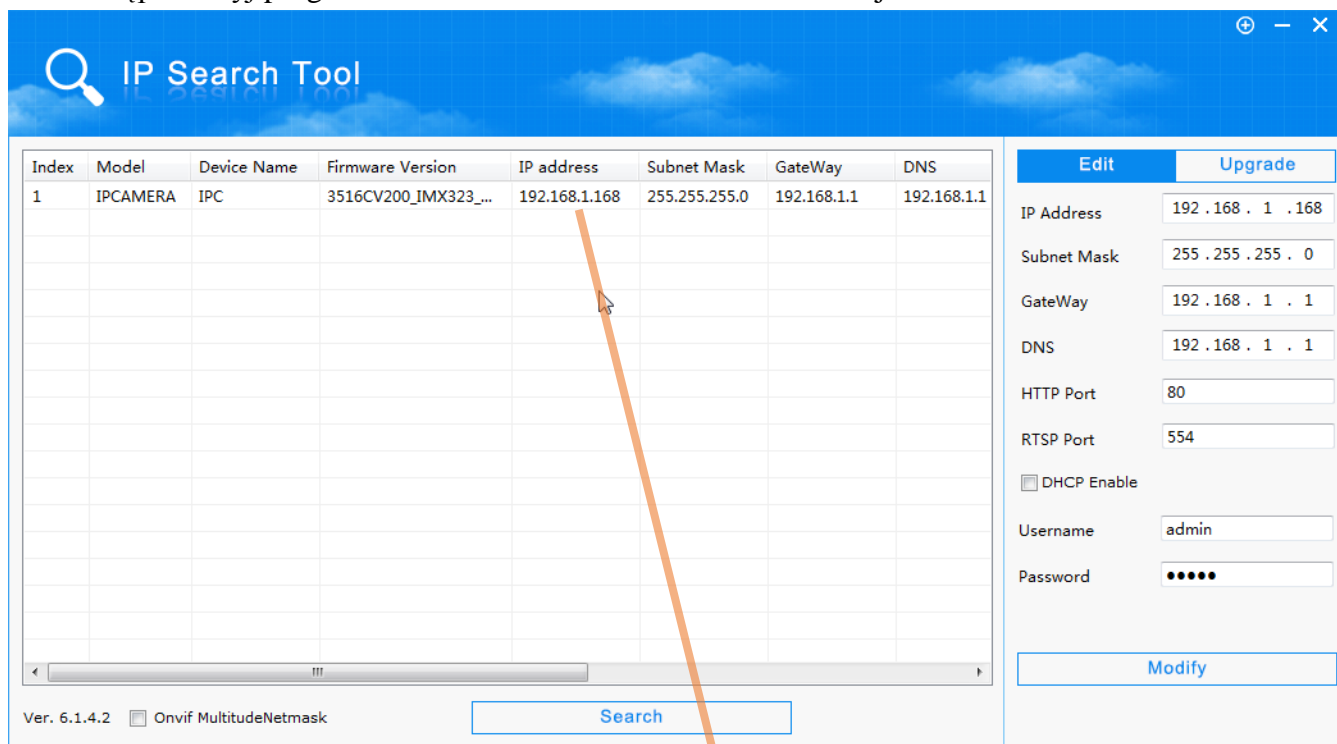 IP Search Tool
Index Model Device Name Firmware Version IP address Subnet Mask GateWay DNS
1 IPCAMERA IPC 3516CV200_IMX323_... 192.168.1.168 255.255.255.0 192.168.1.1 192.168.1.1
Edit Upgrade
IP Address 192 . 168 . 1 . 168
Subnet Mask 255 . 255 . 255 . 0
GateWay 192 . 168 . 1 . 1
DNS 192 . 168 . 1 . 1
HTTP Port 80
RTSP Port 554
DHCP Enable
Username admin
Password •••••
Modify
Ver. 6.1.4.2 Onvif MultitudeNetmask Search